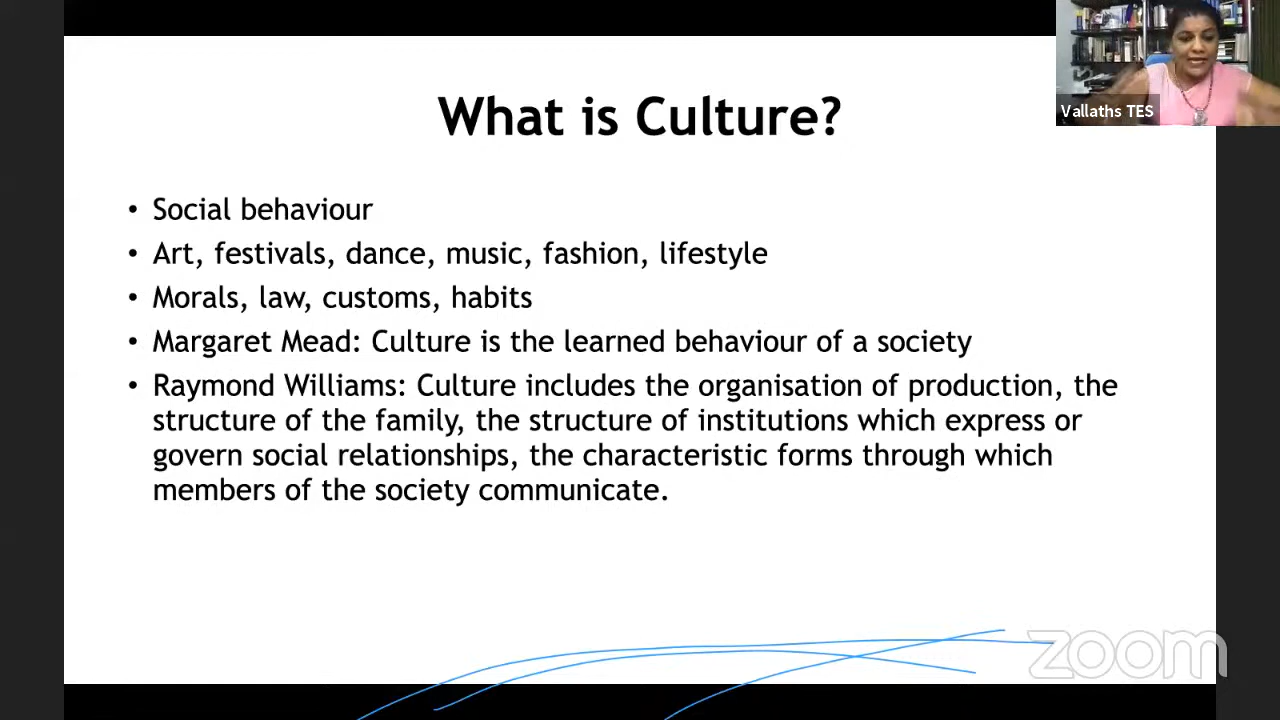 What is Culture?
Vallaths TES
• Social behaviour
• Art, festivals, dance, music, fashion, lifestyle
• Morals, law, customs, habits
• Margaret Mead: Culture is the learned behaviour of a society
• Raymond Williams: Culture includes the organisation of production, the
structure of the family, the structure of institutions which express or
govern social relationships, the characteristic forms through which
members of the society communicate.
zoom